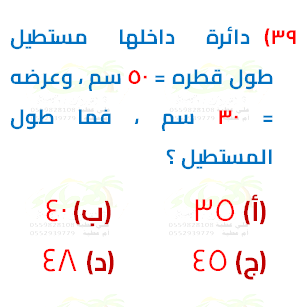 ٣٩) دائرة داخلها مستطيل
طول قطره = ٥٠ سم ، وعرضه
= ٣٠ سم ، فما طول
المستطيل ؟
(أ) ٣٥ (ب) ٤٠
(ج) ٤٥ (د) ٤٨